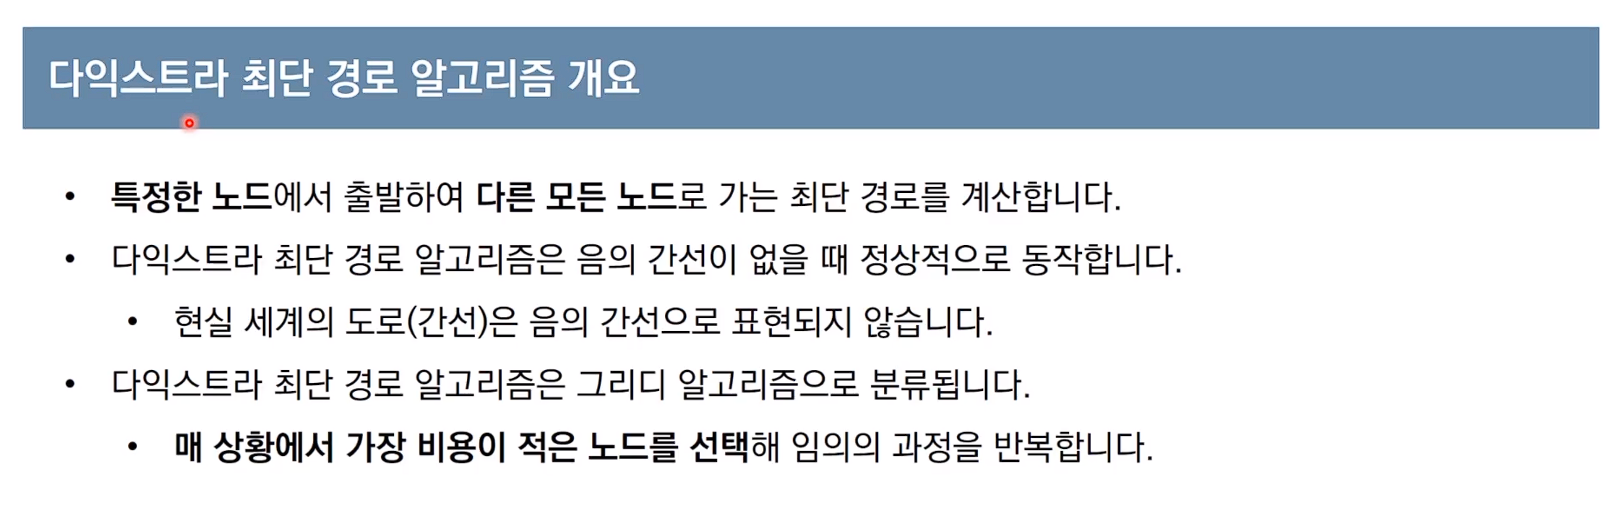 다익스트라 최단 경로 알고리즘 개요
• 특정한 노드에서 출발하여 다른 모든 노드로 가는 최단 경로를 계산합니다.
• 다익스트라 최단 경로 알고리즘은 음의 간선이 없을 때 정상적으로 동작합니다.
• 현실 세계의 도로(간선)은 음의 간선으로 표현되지 않습니다.
• 다익스트라 최단 경로 알고리즘은 그리디 알고리즘으로 분류됩니다.
• 매 상황에서 가장 비용이 적은 노드를 선택해 임의의 과정을 반복합니다.